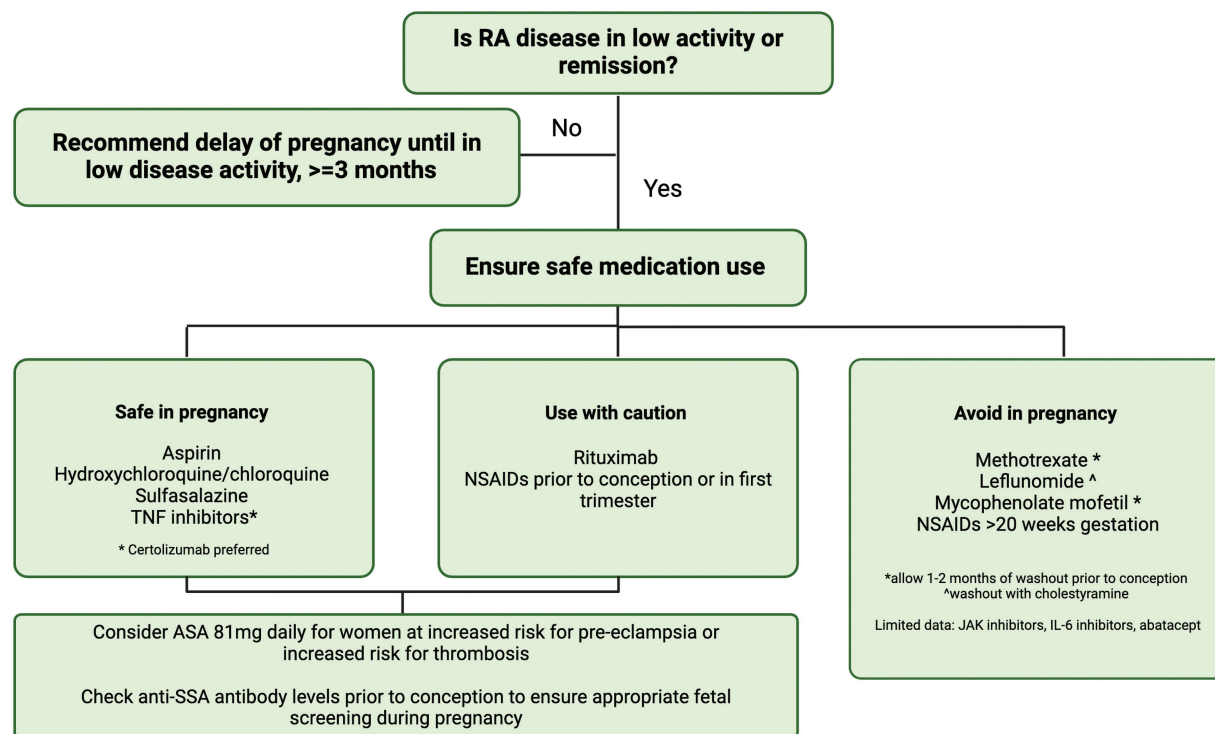 Is RA disease in low activity or
remission?
No
Recommend delay of pregnancy until in
low disease activity, >=3 months
Yes
Ensure safe medication use
Safe in pregnancy
Aspirin
Hydroxychloroquine/chloroquine
Sulfasalazine
TNF inhibitors*
* Certolizumab preferred
Use with caution
Rituximab
NSAIDs prior to conception or in first
trimester
Avoid in pregnancy
Methotrexate *
Leflunomide ^
Mycophenolate mofetil *
NSAIDs >20 weeks gestation
*allow 1-2 months of washout prior to conception
^washout with cholestyramine
Limited data: JAK inhibitors, IL-6 inhibitors, abatacept
Consider ASA 81mg daily for women at increased risk for pre-eclampsia or
increased risk for thrombosis
Check anti-SSA antibody levels prior to conception to ensure appropriate fetal
screening during pregnancy